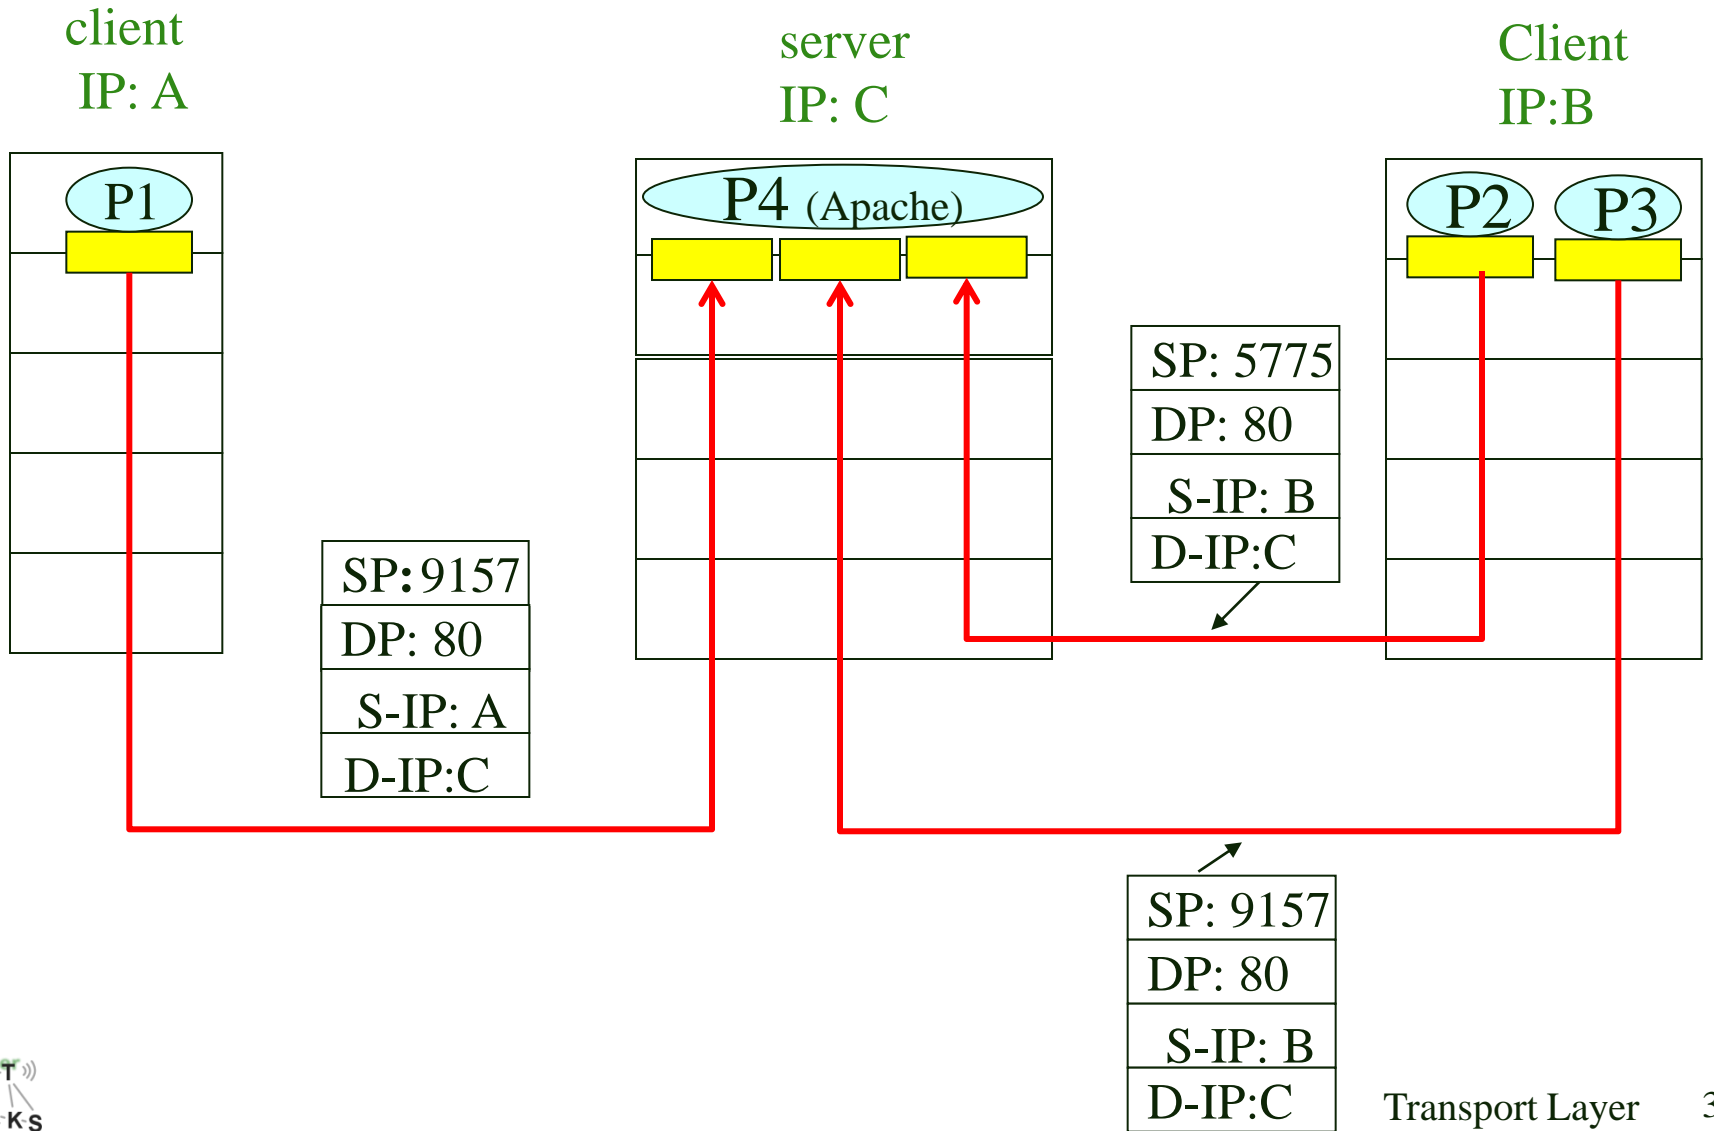 client
IP: A
server
IP: C
Client
IP:B
P1
P4 (Apache)
P2
P3
SP: 5775
DP: 80
S-IP: B
D-IP:C
SP: 9157
DP: 80
S-IP: A
D-IP:C
SP: 9157
DP: 80
S-IP: B
D-IP:C
T
K-S
Transport Layer
3